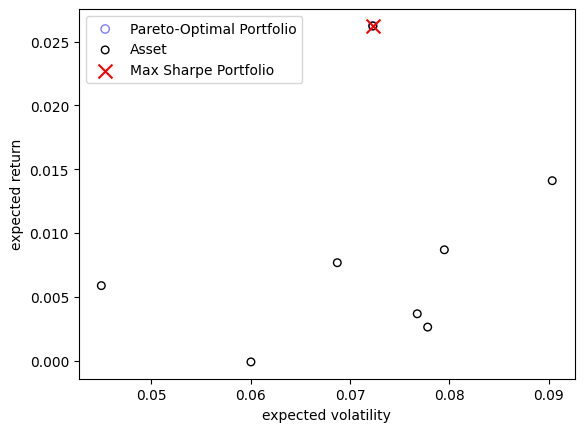 Pareto-Optimal Portfolio
Asset
Max Sharpe Portfolio
0.025
0.020
0.015
0.010
0.005
0.000
expected return
0.05 0.06 0.07 0.08 0.09
expected volatility